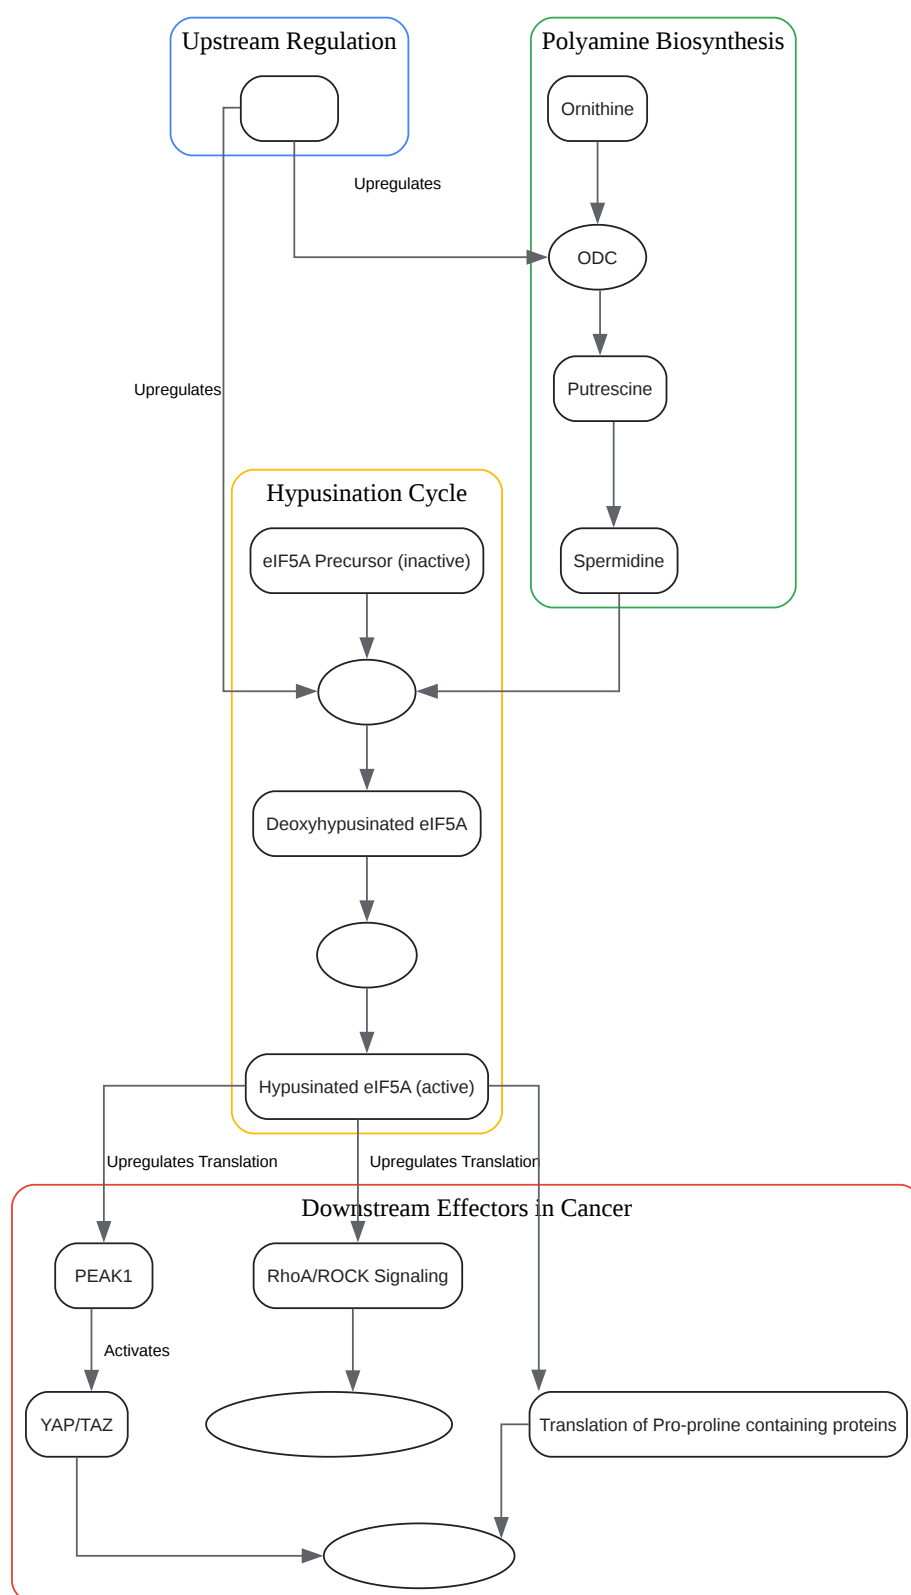 Upstream Regulation
Polyamine Biosynthesis
Ornithine
Upregulates
ODC
Putrescine
Upregulates
Hypusination Cycle
eIF5A Precursor (inactive)
Spermidine
Deoxyhypusinated eIF5A
Hypusinated eIF5A (active)
Upregulates Translation
Upregulates Translation
Downstream Effectors in Cancer
PEAK1
RhoA/ROCK Signaling
Activates
YAP/TAZ
Translation of Pro-proline containing proteins